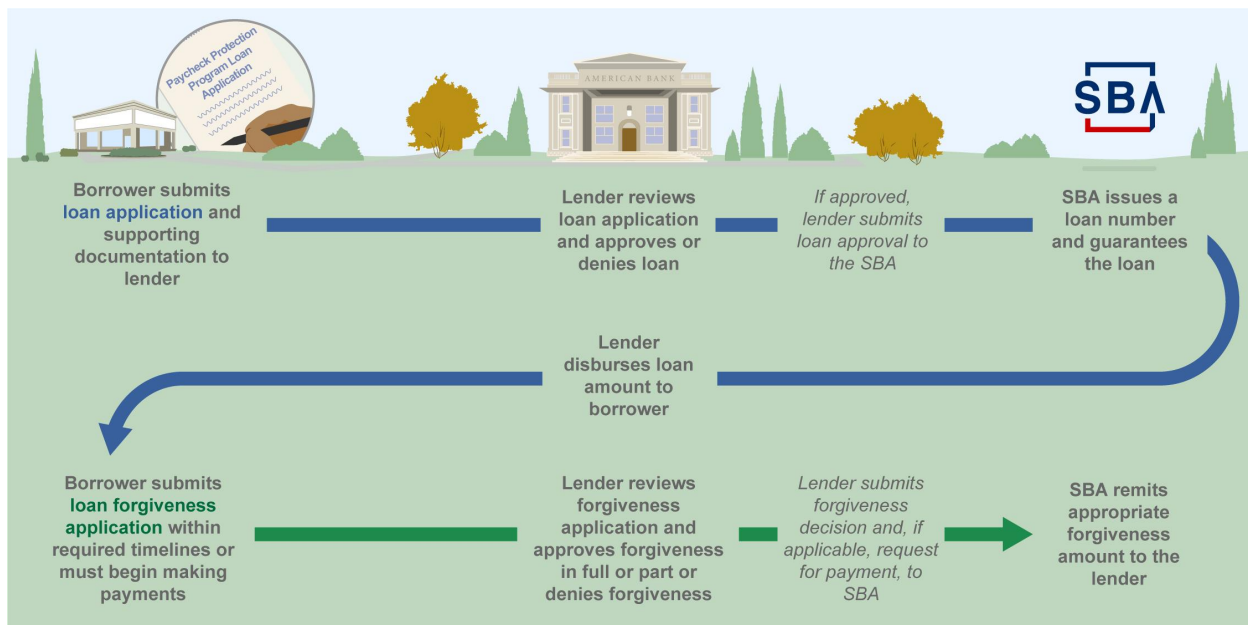 Paycheck Protection
Program Loan
Application
AMERICAN BANK
SBA
Borrower submits
loan application and
supporting
documentation to
lender
Lender reviews
loan application
and approves or
denies loan
If approved,
lender submits
loan approval to
the SBA
SBA issues a
loan number
and guarantees
the loan
Lender
disburses loan
amount to
borrower
Borrower submits
loan forgiveness
application within
required timelines or
must begin making
payments
Lender reviews
forgiveness
application and
approves forgiveness
in full or part or
denies forgiveness
Lender submits
forgiveness
decision and, if
applicable, request
for payment, to
SBA
SBA remits
appropriate
forgiveness
amount to the
lender